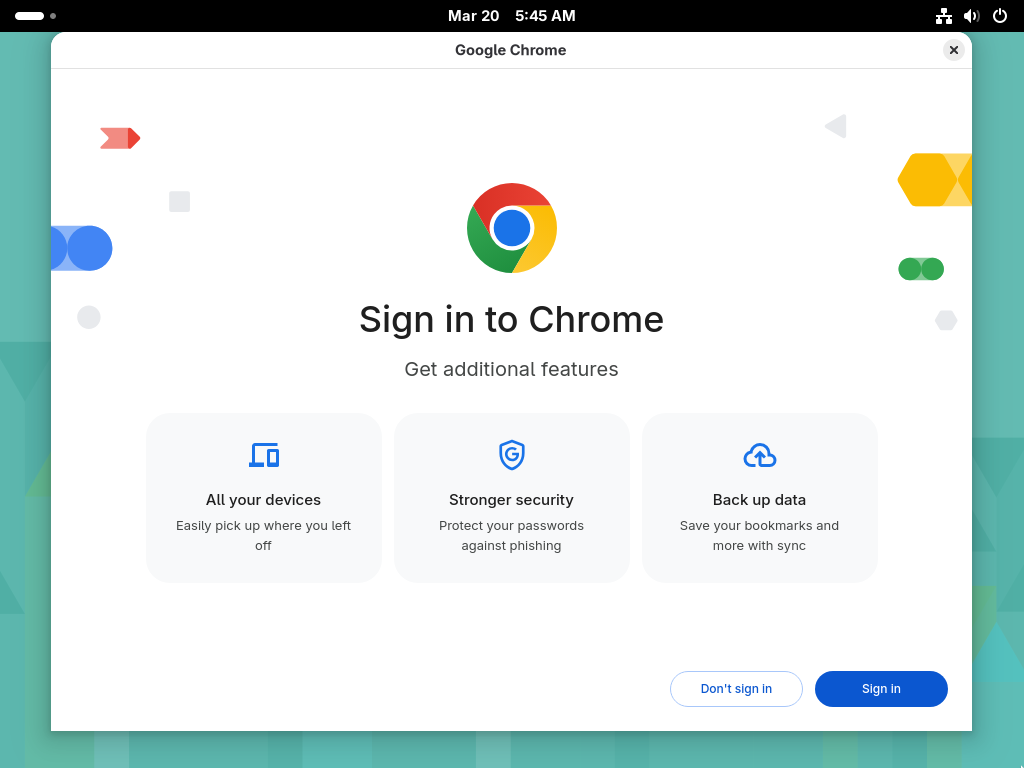 Mar 20 5:45 AM
Google Chrome
Sign in to Chrome
Get additional features
All your devices
Easily pick up where you left
off
Stronger security
Protect your passwords
against phishing
Back up data
Save your bookmarks and
more with sync
Don't sign in
Sign in